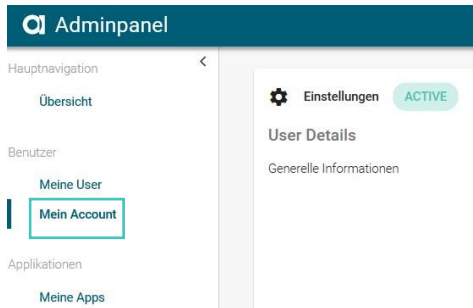 Adminpanel
Hauptnavigation
Übersicht
Benutzer
Meine User
Mein Account
Applikationen
Meine Apps
Einstellungen ACTIVE
User Details
Generelle Informationen